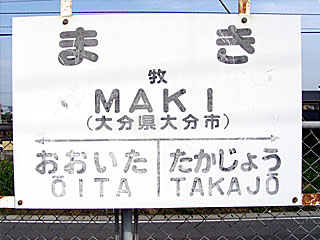 まき
牧
MAKI
(大分県大分市)
おおいた たかじょう
ŌITA TAKAJŌ